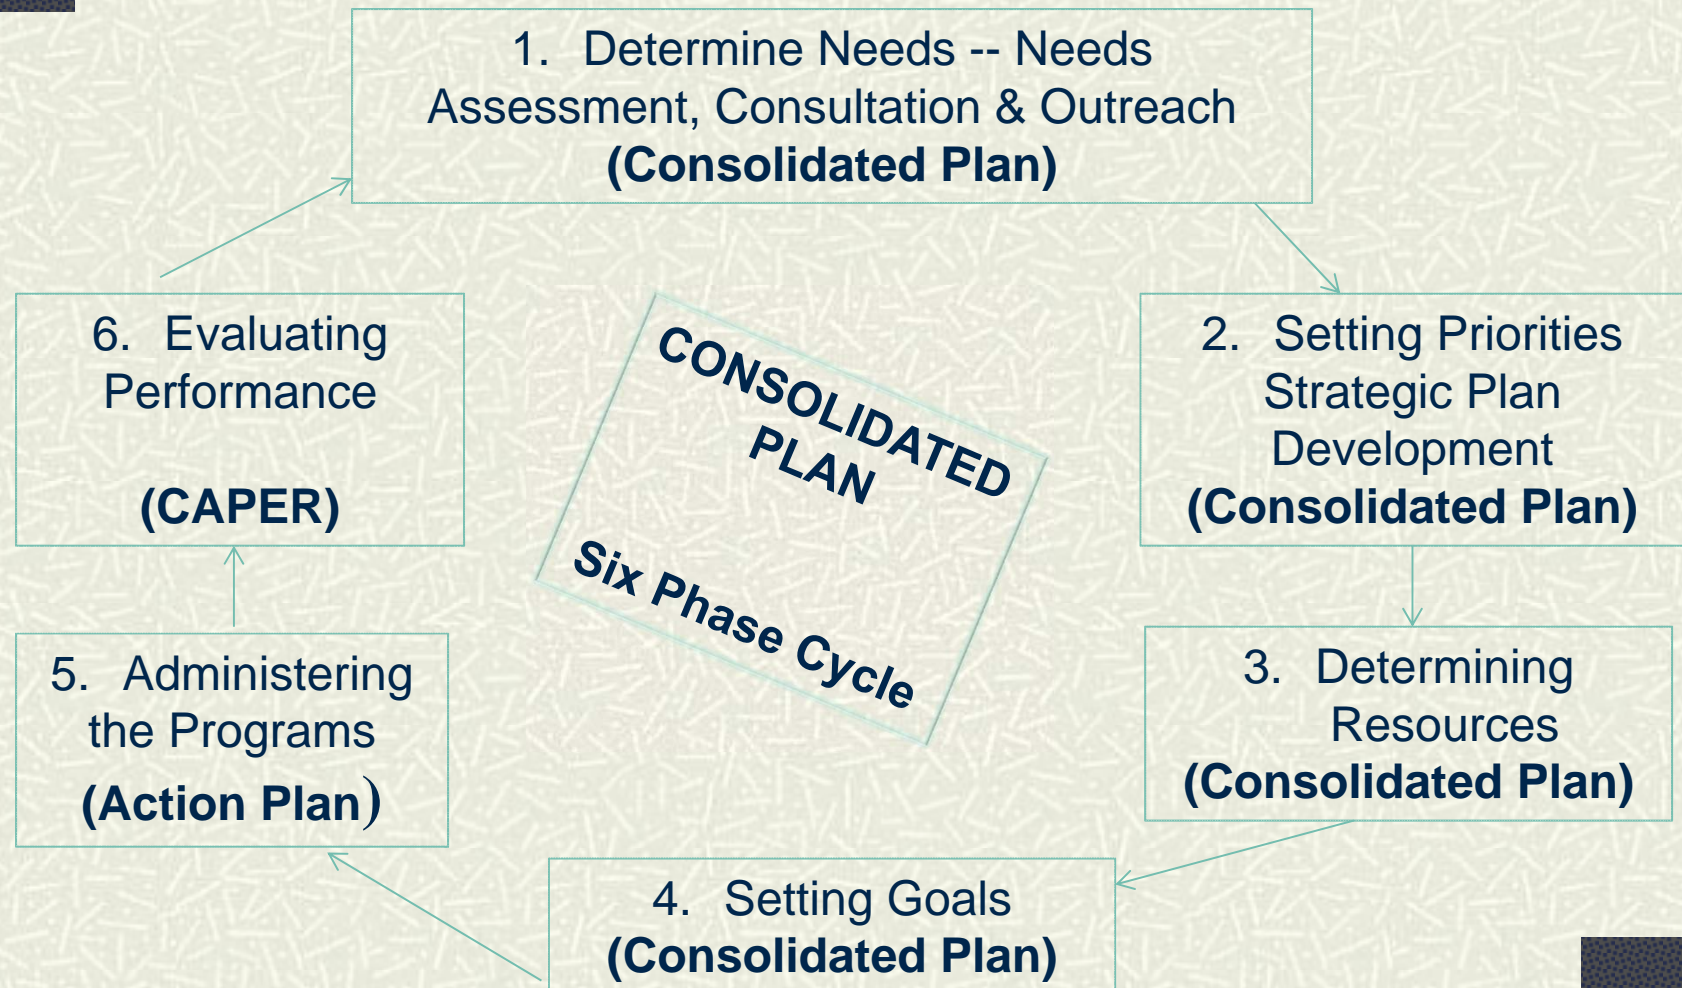 1. Determine Needs -- Needs
Assessment, Consultation & Outreach
(Consolidated Plan)
2. Setting Priorities
Strategic Plan
Development
(Consolidated Plan)
3. Determining
Resources
(Consolidated Plan)
4. Setting Goals
(Consolidated Plan)
5. Administering
the Programs
(Action Plan)
6. Evaluating
Performance
(CAPER)
CONSOLIDATED
PLAN
Six Phase Cycle